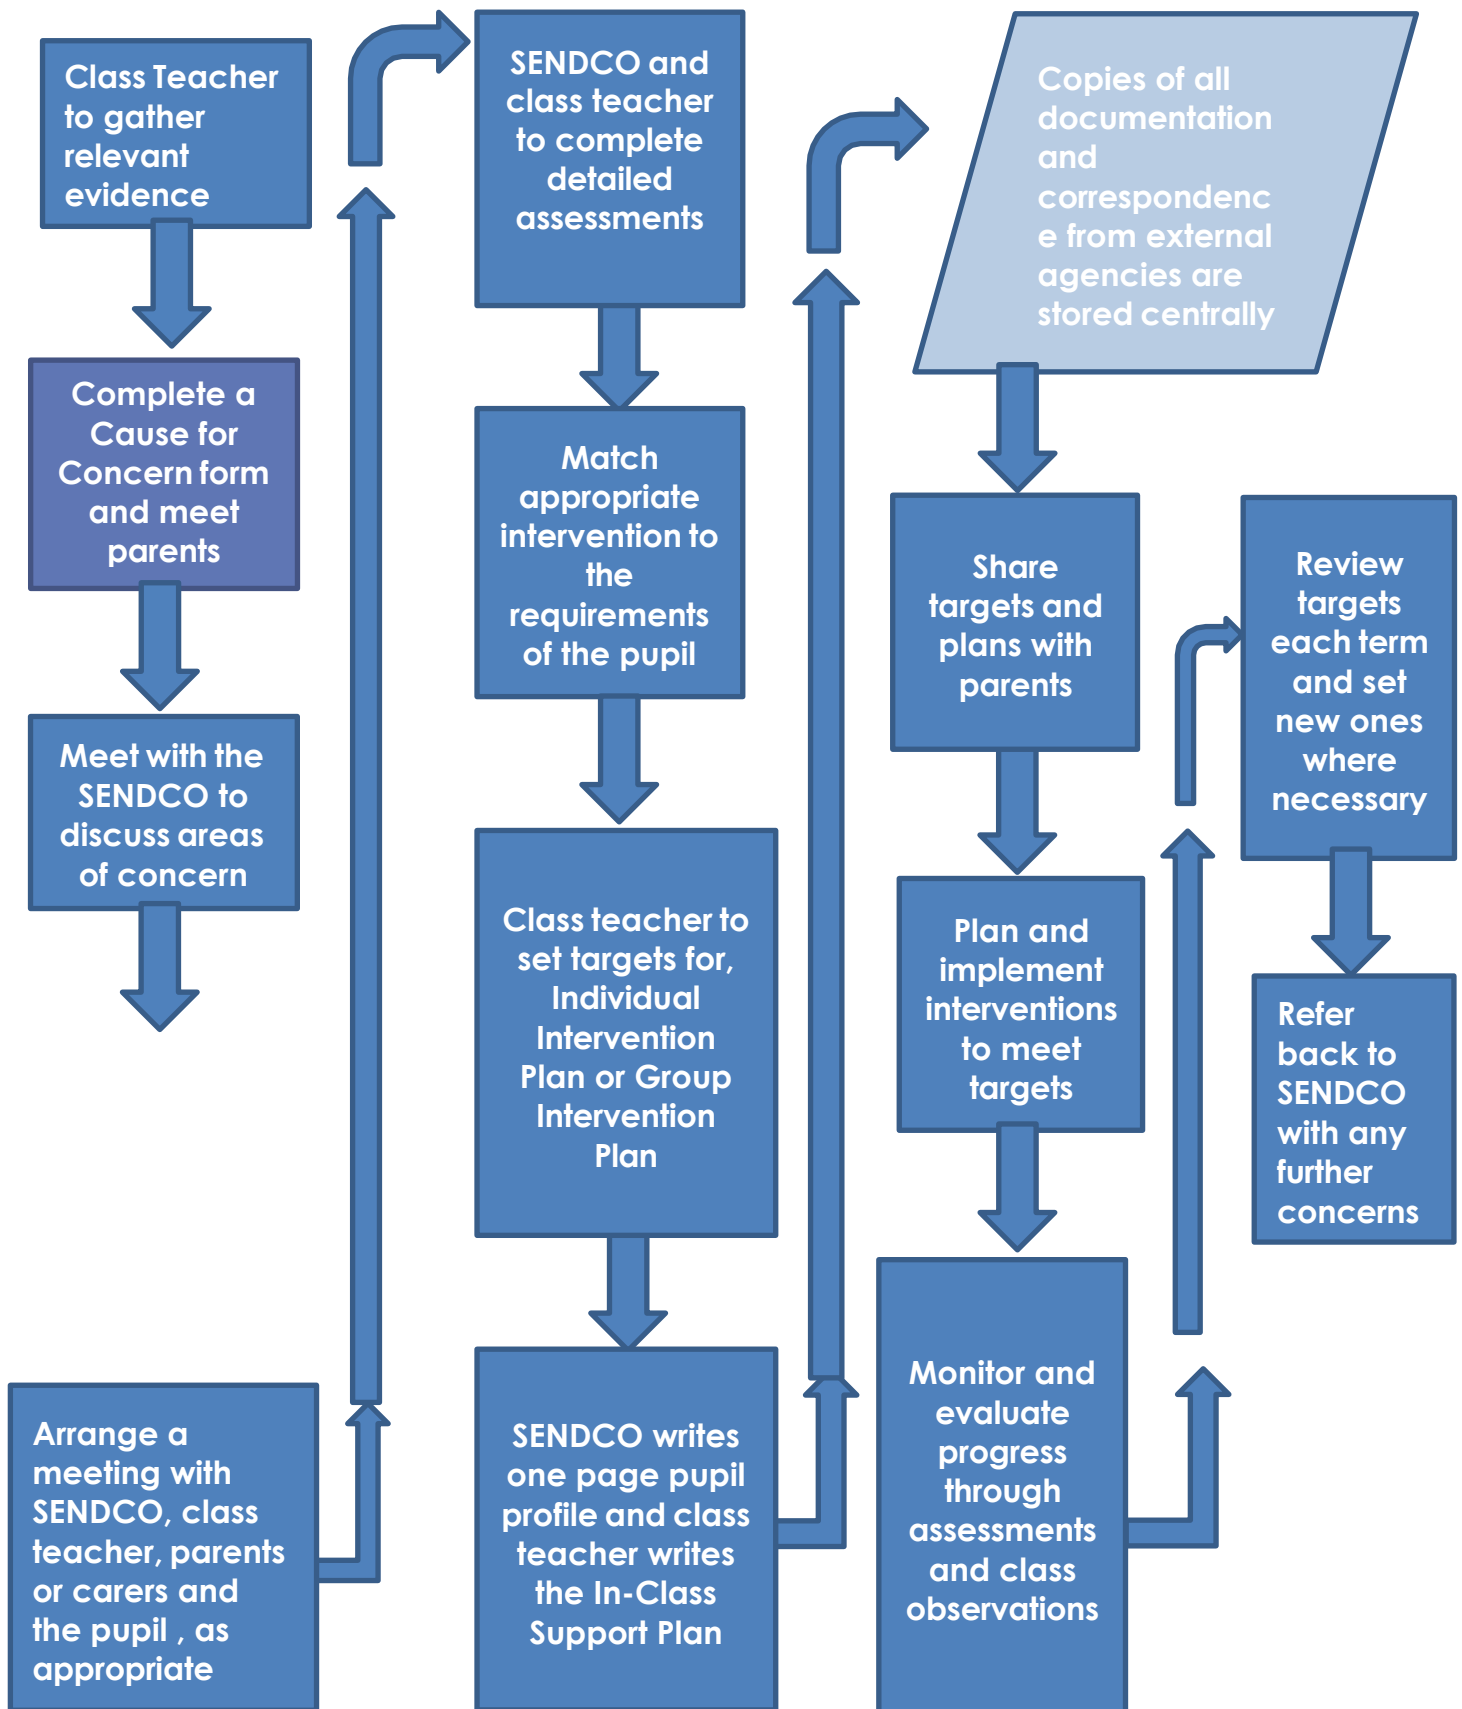 Class Teacher
to gather
relevant
evidence
Complete a
Cause for
Concern form
and meet
parents
Meet with the
SENDCO to
discuss areas
of concern
Arrange a
meeting with
SENDCO, class
teacher, parents
or carers and
the pupil , as
appropriate
SENDCO and
class teacher
to complete
detailed
assessments
Match
appropriate
intervention to
the
requirements
of the pupil
Class teacher to
set targets for,
Individual
Intervention
Plan or Group
Intervention
Plan
SENDCO writes
one page pupil
profile and class
teacher writes
the In-Class
Support Plan
Copies of all
documentation
and
correspondenc
e from external
agencies are
stored centrally
Share
targets and
plans with
parents
Plan and
implement
interventions
to meet
targets
Monitor and
evaluate
progress
through
assessments
and class
observations
Review
targets
each term
and set
new ones
where
necessary
Refer
back to
SENDCO
with any
further
concerns